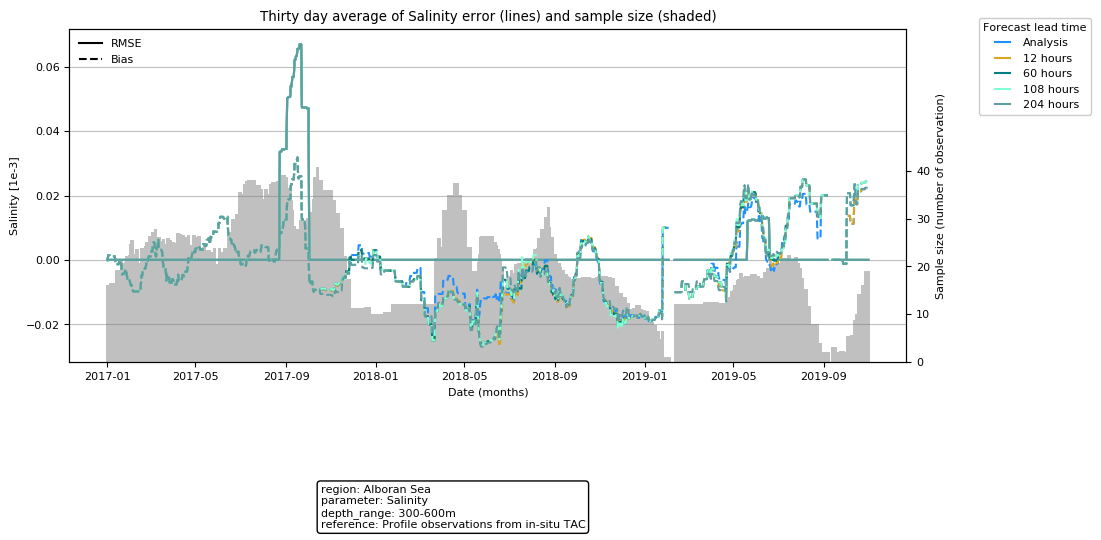 Thirty day average of Salinity error (lines) and sample size (shaded)
RMSE
Bias
Forecast lead time
Analysis
12 hours
60 hours
108 hours
204 hours
Salinity [1e-3]
0.06
0.04
0.02
0.00
−0.02
Sample size (number of observation)
40
30
20
10
0
2017-01
2017-05
2017-09
2018-01
2018-05
2018-09
2019-01
2019-05
2019-09
Date (months)
region: Alboran Sea
parameter: Salinity
depth_range: 300-600m
reference: Profile observations from in-situ TAC